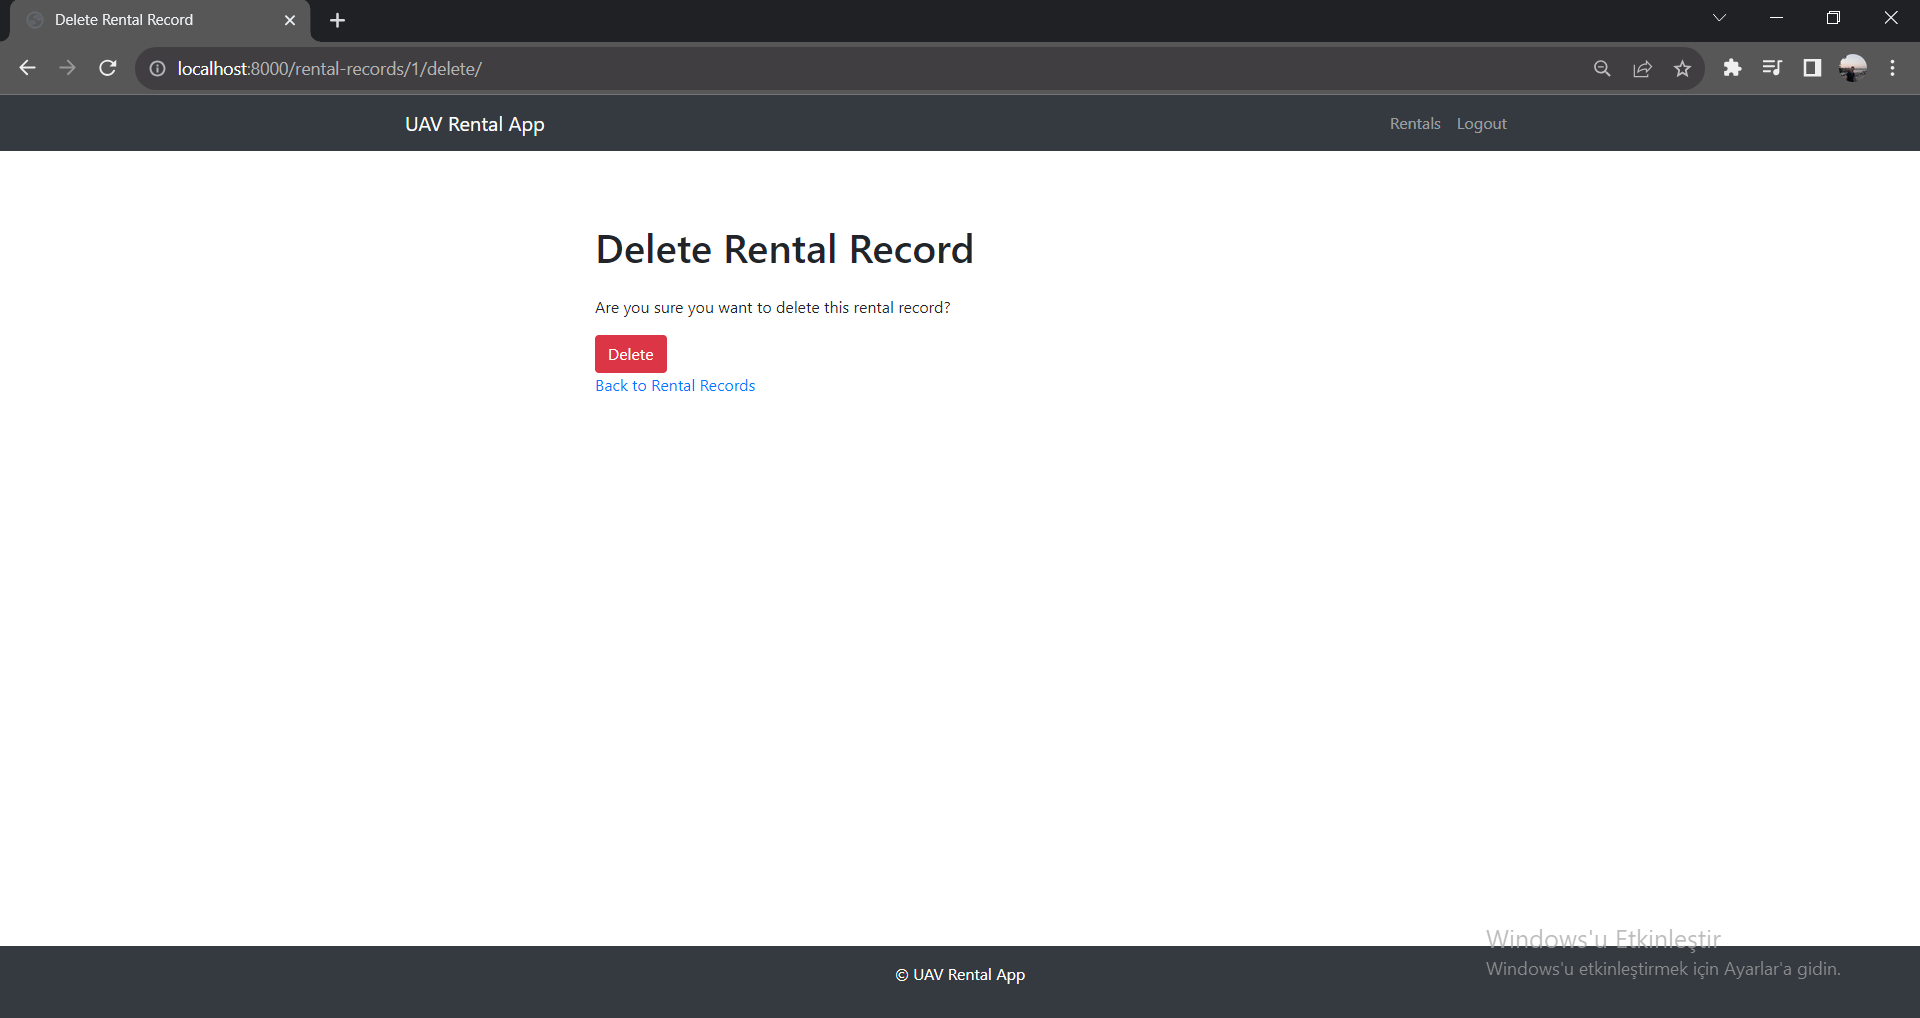 Delete Rental Record
localhost:8000/rental-records/1/delete/
UAV Rental App
Rentals Logout
Delete Rental Record
Are you sure you want to delete this rental record?
Delete
Back to Rental Records
Windows'u Etkinleştir
Windows'u etkinleştirmek için Ayarlar'a gidin.
© UAV Rental App